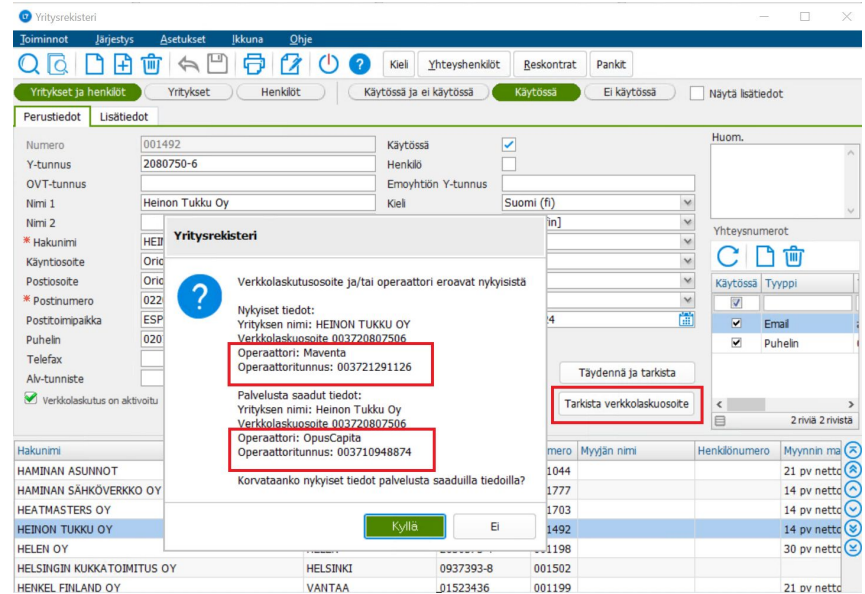 Yritysrekisteri
Toiminnot Järjestys Asetukset Ikkuna Ohje
Kieli Yhteyshenkilöt Reskontrat Pankit
Yritykset ja henkilöt Yritykset Henkilöt Käytössä ja ei käytössä Käytössä Ei käytössä Näytä lisätiedot
Perustiedot Lisätiedot
Numero 001492 Käytössä Huom.
Y-tunnus 2080750-6 Henkilö
OVT-tunnus Emoyhtiön Y-tunnus
Nimi 1 Heinon Tukku Oy Kieli Suomi (fi)
Nimi 2
* Hakunimi
Käyntiosoite
Postiosoite
* Postinumero
Postitoimipaikka ESP
Puhelin
Telefax
Alv-tunniste
Verkkolaskutus on aktivoitu
Yritysrekisteri
Verkkolaskutusosoite ja/tai operaattori eroavat nykyisistä
Nykyiset tiedot:
Yrityksen nimi: HEINON TUKKU OY
Verkkolaskuosoite 003720807506
Operaattori: Maventa
Operaattoritunnus: 003721291126
Palvelusta saadut tiedot:
Yrityksen nimi: Heinon Tukku Oy
Verkkolaskuosoite 003720807506
Operaattori: OpusCapita
Operaattoritunnus: 003710948874
Korvataanko nykyiset tiedot palvelusta saaduilla tiedoilla?
Kyllä Ei
Täydennä ja tarkista
Tarkista verkkolaskuosoite
Yhteysnumerot
Käytössä Tyyppi
Email
Puhelin
2 riviä 2 rivistä
Hakunimi mero Myyjän nimi Henkilönumero Myynnin ma
HAMINAN ASUNNOT 1044 21 pv netto
HAMINAN SÄHKÖVERKKO OY 1777 14 pv netto
HEATMASTERS OY 1703 14 pv netto
HEINON TUKKU OY 1492 14 pv netto
HELEN OY 001198 30 pv netto
HELSINGIN KUKKATOIMITUS OY HELSINKI 0937393-8 001502
HENKEL FINLAND OY VANTAA 01523436 001199 21 pv netto